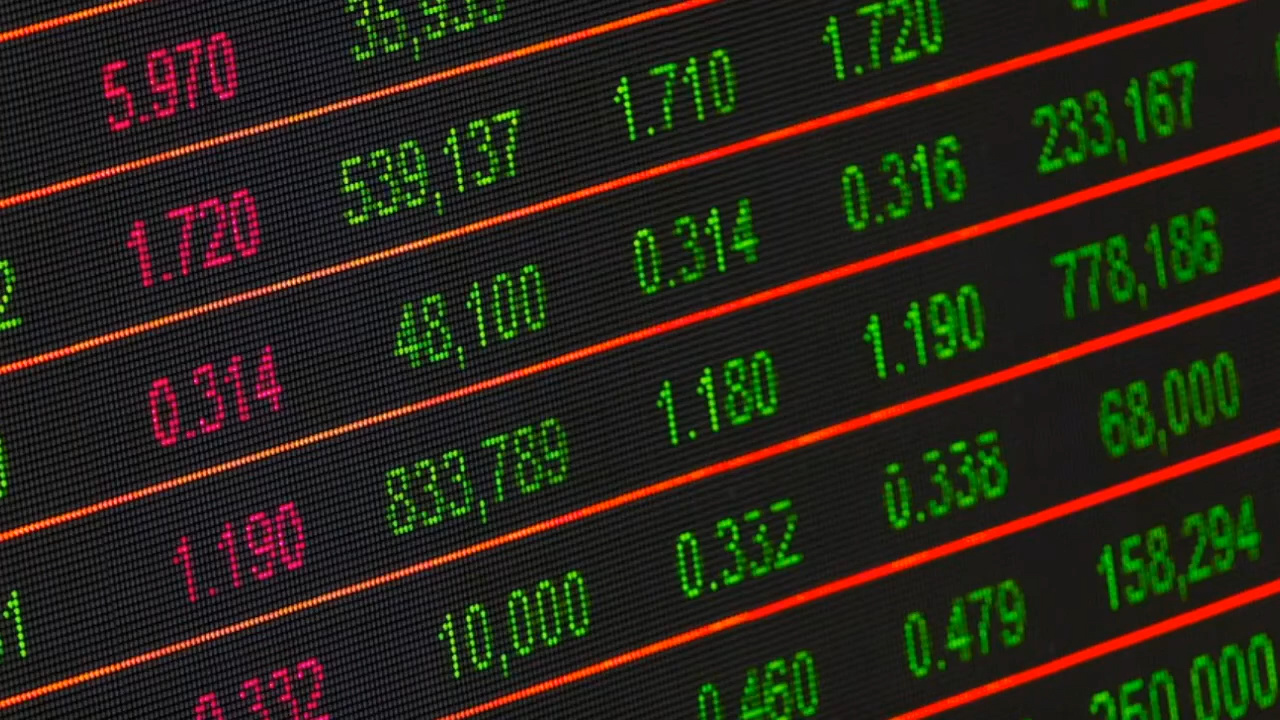 5.970
1.720 539,137 1.710 1.720
0.314 48,100 0.314 0.316 233,167
1.190 833,789 1.180 1.190 778,186
0.332 10,000 0.332 0.338 68,000
0.460 0.479 158,294